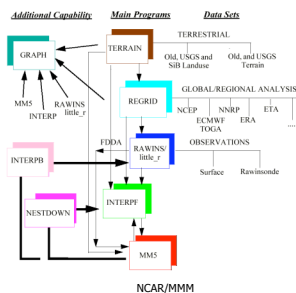 Additional Capability Main Programs Data Sets
TERRESTRIAL
TERRAIN
GRAPH
Old, USGS and Old, and USGS
SiB Landuse Terrain
GLOBAL/REGIONAL ANALYSIS
REGRID
MM5 RAWINS
little_r
INTERP
NCEP NNRP ETA
ECMWF ERA
TOGA
....
FDDA
OBSERVATIONS
RAWINS/
little_r
INTERPB
Surface Rawinsonde
NESTDOWN
INTERPF
MM5
NCAR/MMM